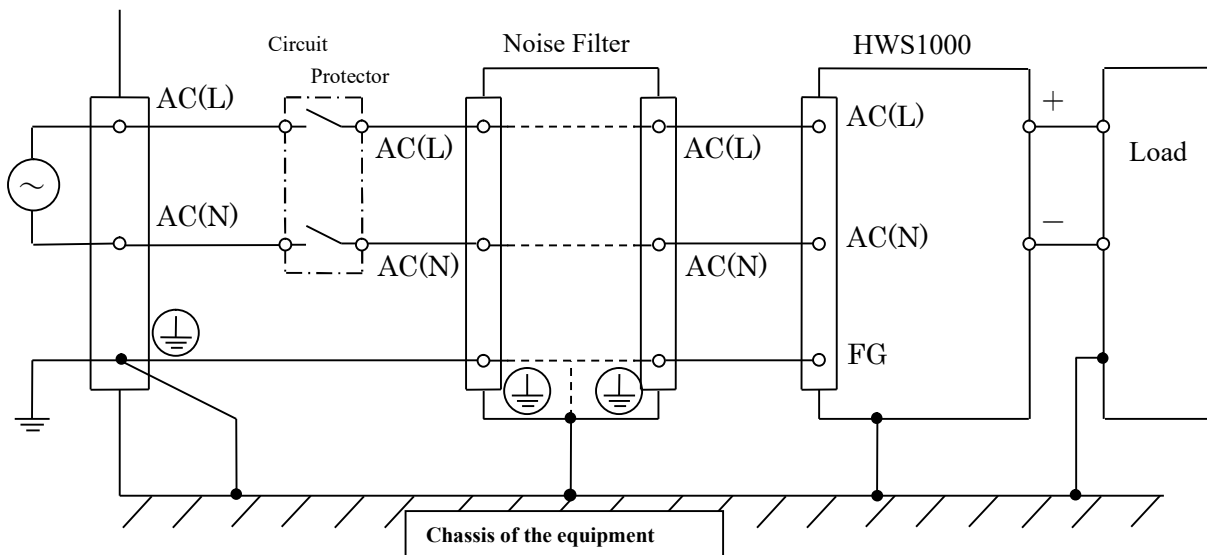 Circuit
Protector
Noise Filter
HWS1000
AC(L)
AC(L)
AC(L)
AC(L)
+
Load
AC(N)
AC(N)
AC(N)
AC(N)
−
FG
Chassis of the equipment